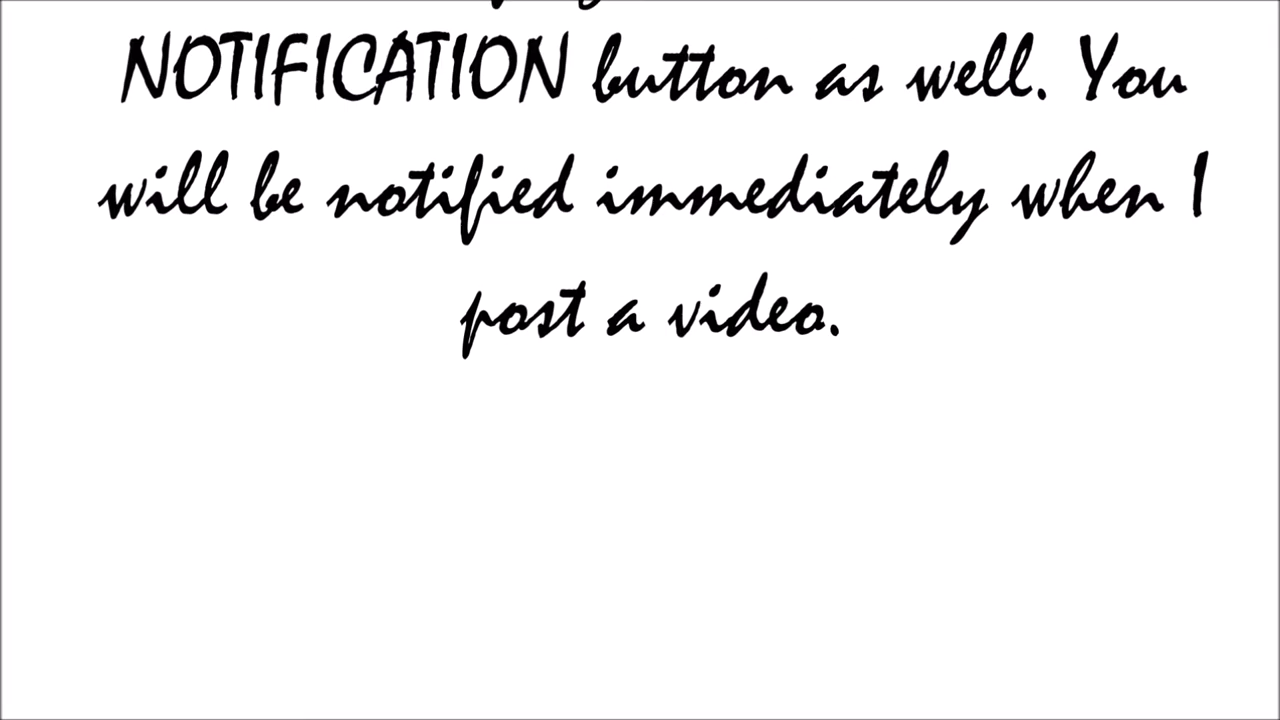 NOTIFICATION button as well. You
will be notified immediately when I
post a video.